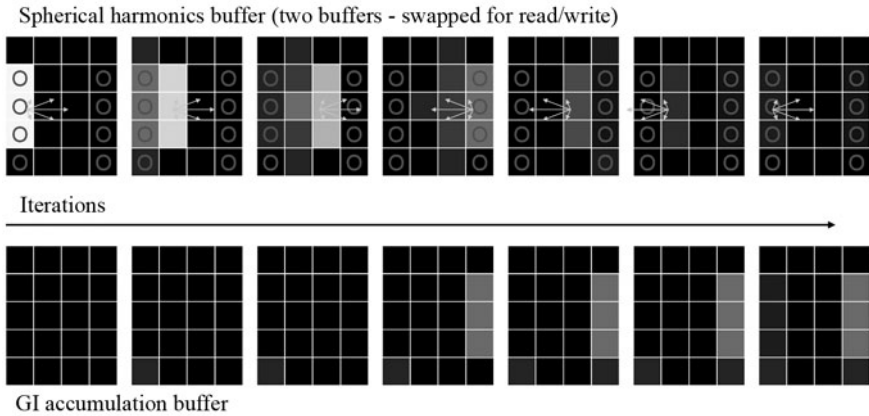 Spherical harmonics buffer (two buffers - swapped for read/write)
Iterations
GI accumulation buffer